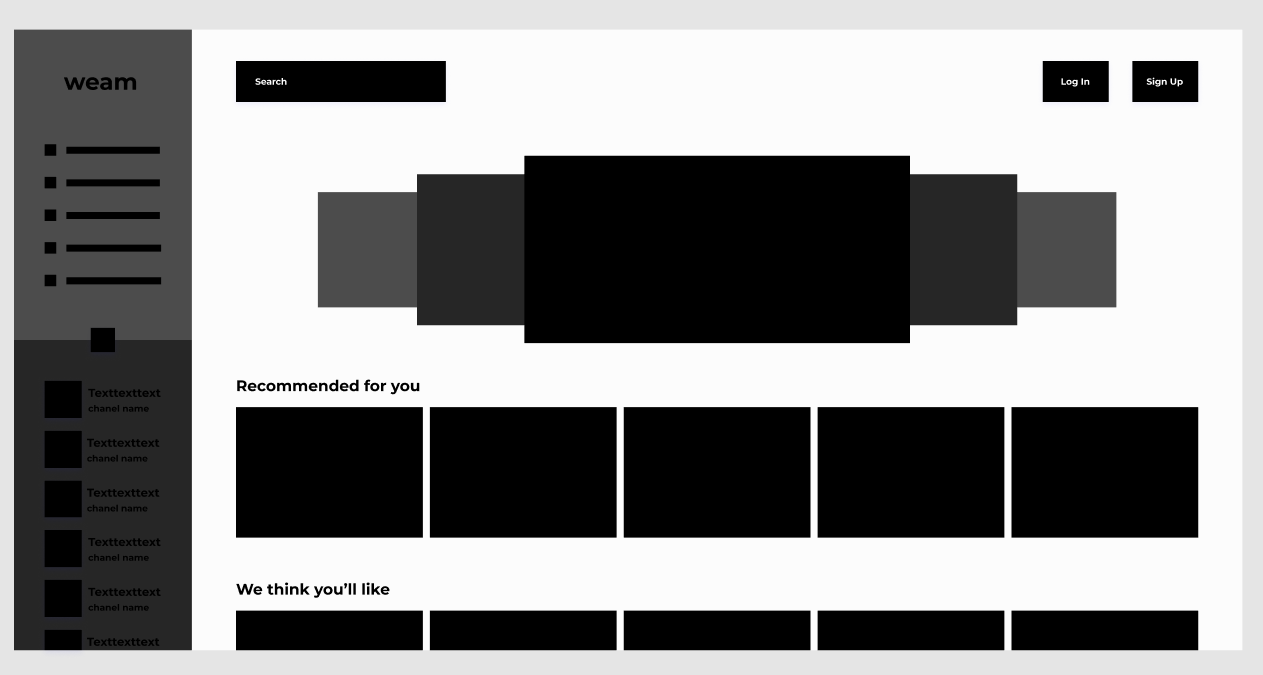 weam
Search
Log In
Sign Up
Recommended for you
We think you'll like
Texttexttext
chanel name
Texttexttext
chanel name
Texttexttext
chanel name
Texttexttext
chanel name
Texttexttext
chanel name
Texttexttext